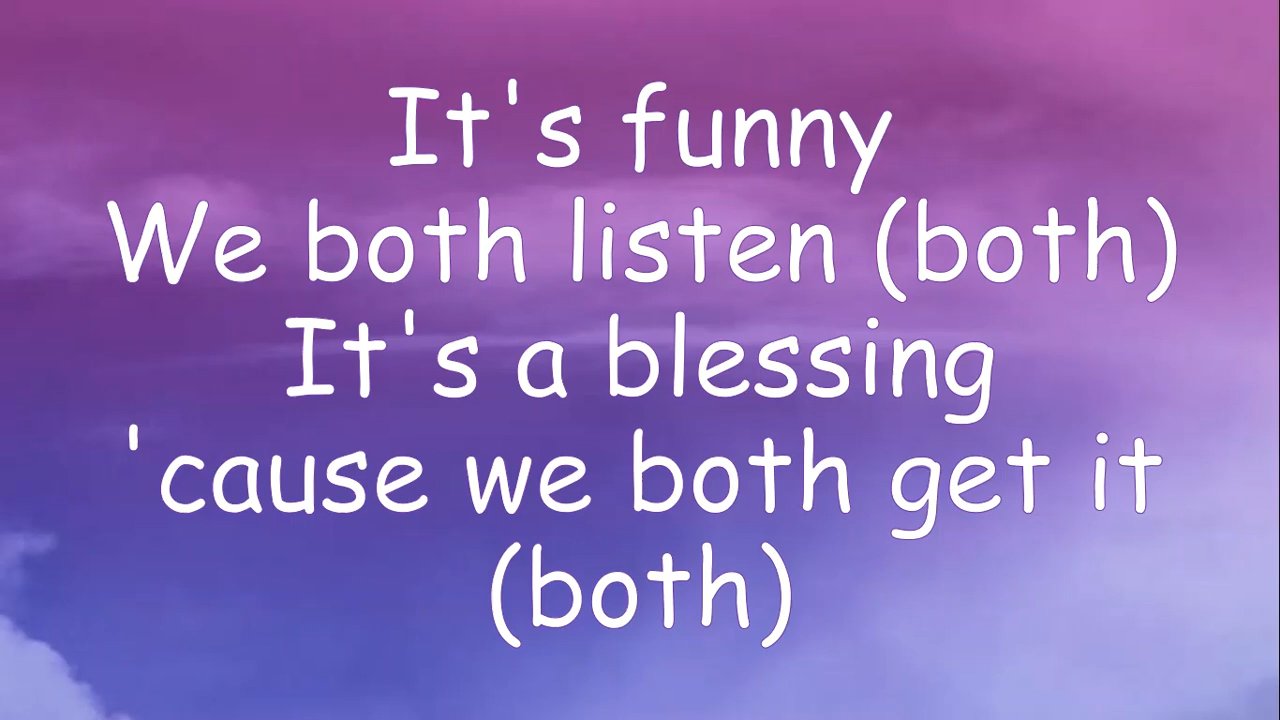 It's funny
We both listen (both)
It's a blessing
'cause we both get it
(both)